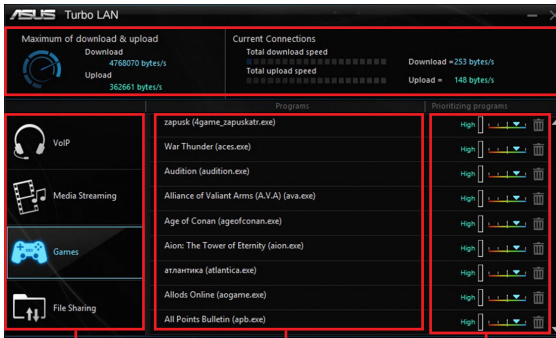 ASUS Turbo LAN
Maximum of download & upload
Download
4768070 bytes/s
Upload
362661 bytes/s
Current Connections
Total download speed
Download =253 bytes/s
Total upload speed
Upload = 148 bytes/s
Programs
Prioritizing programs
VoIP
Media Streaming
Games
File Sharing
zapusk (4game_zapuskatr.exe)
High
War Thunder (aces.exe)
High
Audition (audition.exe)
High
Alliance of Valiant Arms (A.V.A) (ava.exe)
High
Age of Conan (ageofconan.exe)
High
Aion: The Tower of Eternity (aion.exe)
High
атлантика (atlantica.exe)
High
Allods Online (aogame.exe)
High
All Points Bulletin (apb.exe)
High